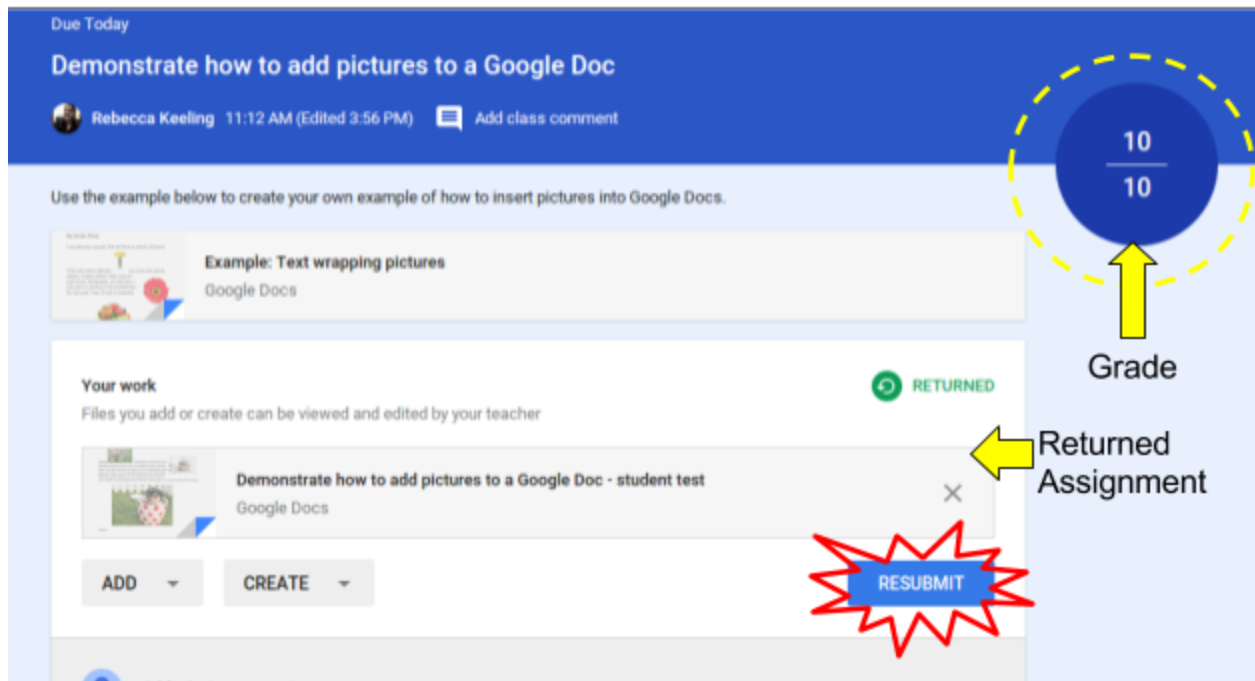 Due Today
Demonstrate how to add pictures to a Google Doc
Rebecca Keeling 11:12 AM (Edited 3:56 PM) Add class comment
10
10
Use the example below to create your own example of how to insert pictures into Google Docs.
Example: Text wrapping pictures
Google Docs
Grade
Your work
RETURNED
Files you add or create can be viewed and edited by your teacher
Returned
Assignment
Demonstrate how to add pictures to a Google Doc - student test
Google Docs
ADD CREATE RESUBMIT